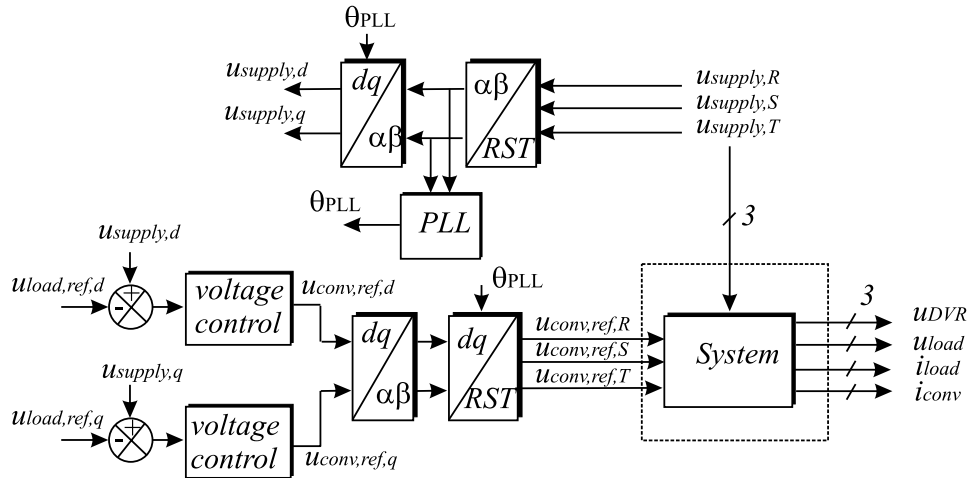 θPLL
usupply,d
usupply,q
dq
αβ
αβ
RST
usupply,R
usupply,S
usupply,T
θPLL
PLL
3
usupply,d
uload,ref,d
+
-
voltage
control
uconv,ref,d
θPLL
dq
αβ
dq
RST
uconv,ref,R
uconv,ref,S
uconv,ref,T
System
3
uDVR
uload
iload
3
iconv
usupply,q
uload,ref,q
+
-
voltage
control
uconv,ref,q